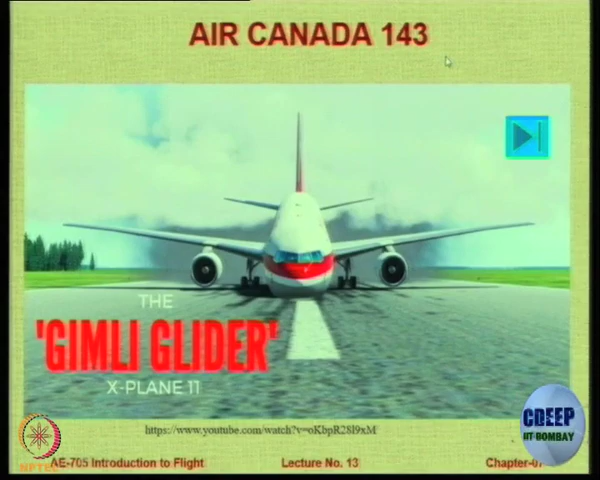 AIR CANADA 143
THE
'GIMLI GLIDER'
X-PLANE 11
https://www.youtube.com/watch?v=oKbpR28l9xM
CDEEP
IIT BOMBAY
NPTEL
AE-705 Introduction to Flight
Lecture No. 13
Chapter-07